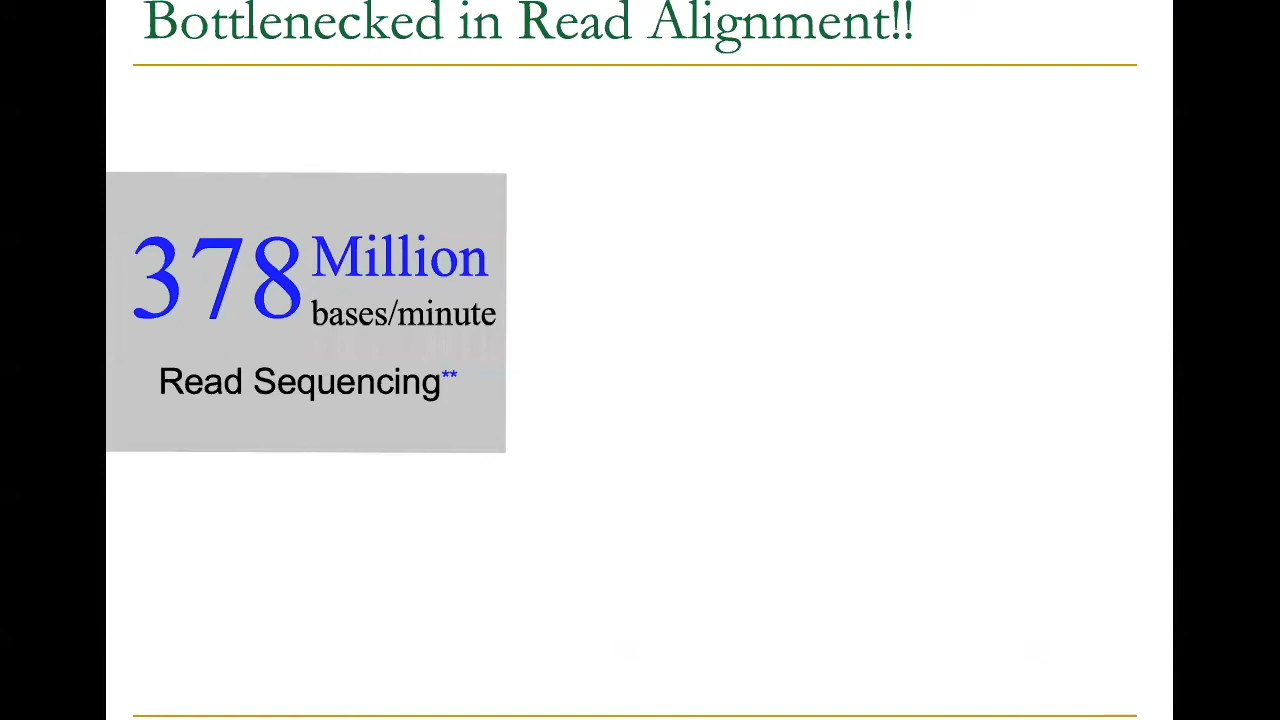 Bottlenecked in Read Alignment!!
378 Million
bases/minute
Read Sequencing**